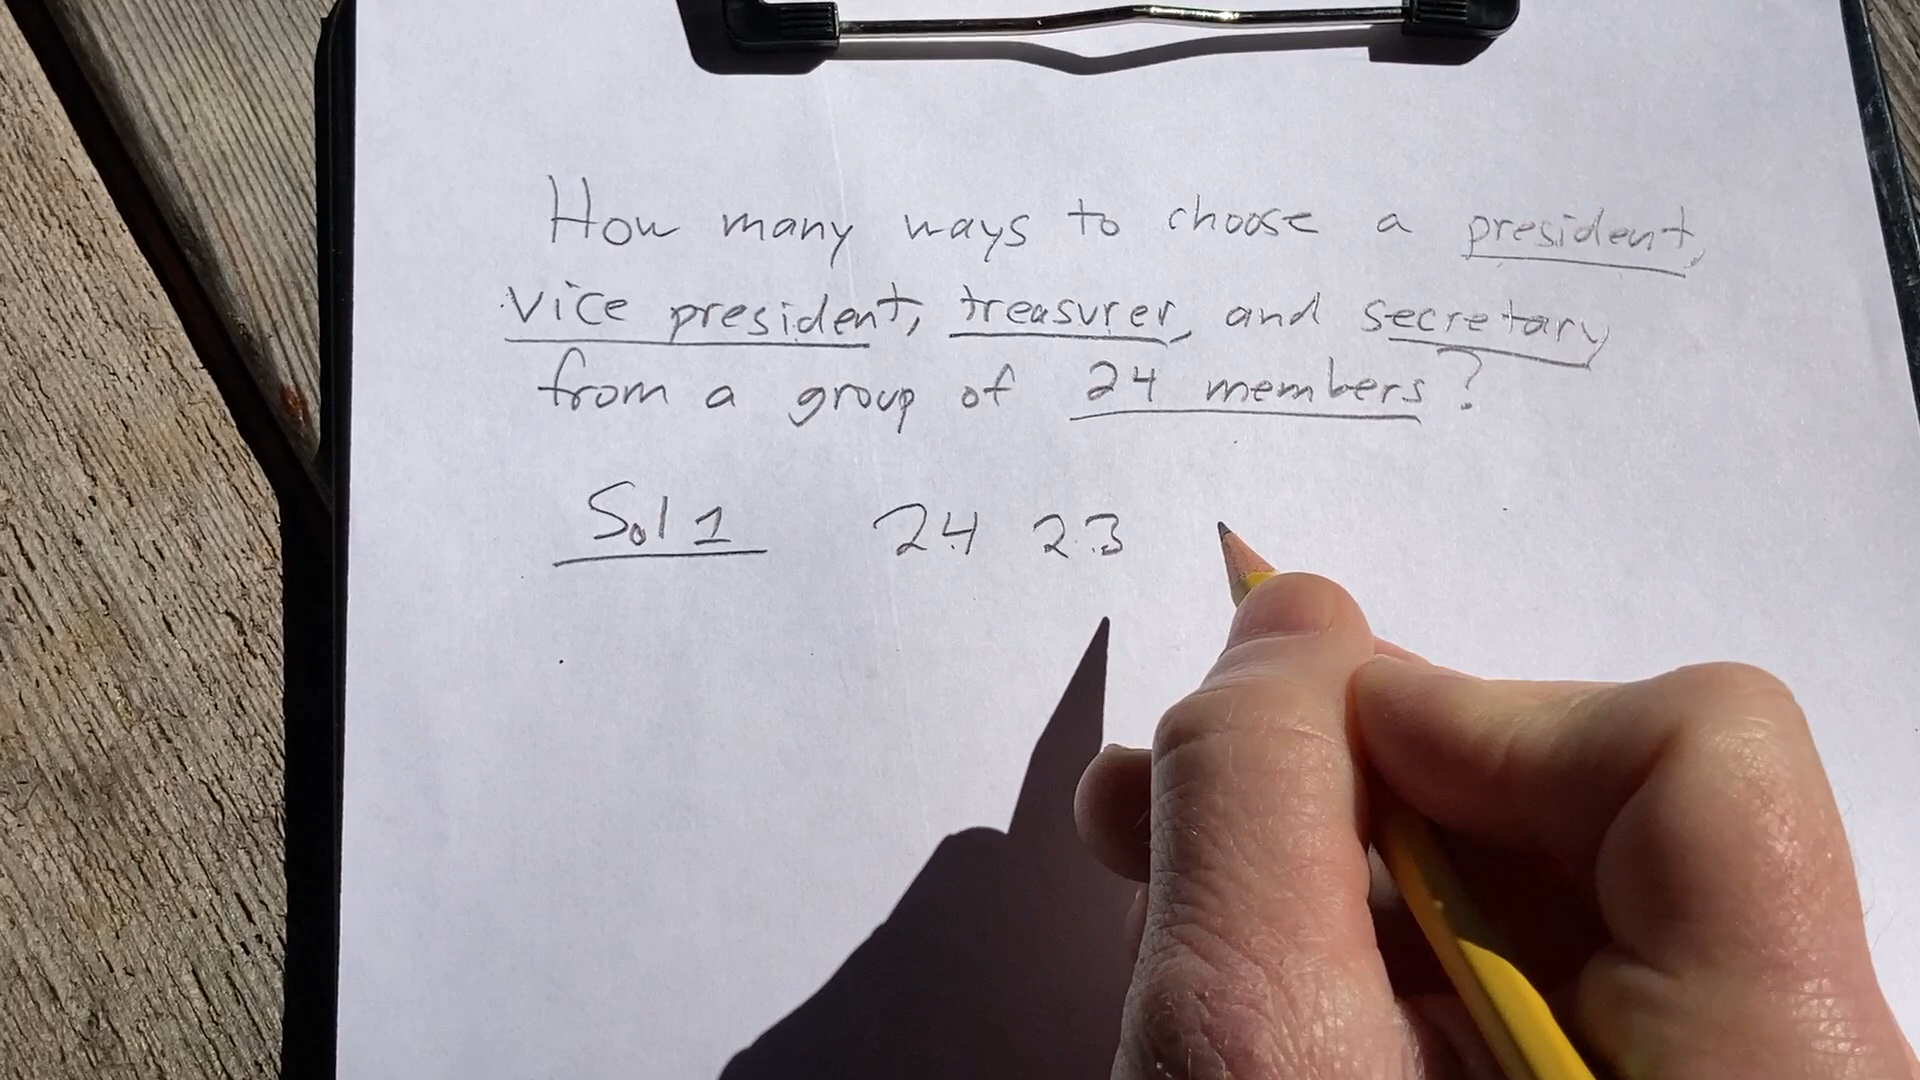 How many ways to choose a president,
vice president, treasurer, and secretary
from a group of 24 members?
Sol 1 24 23